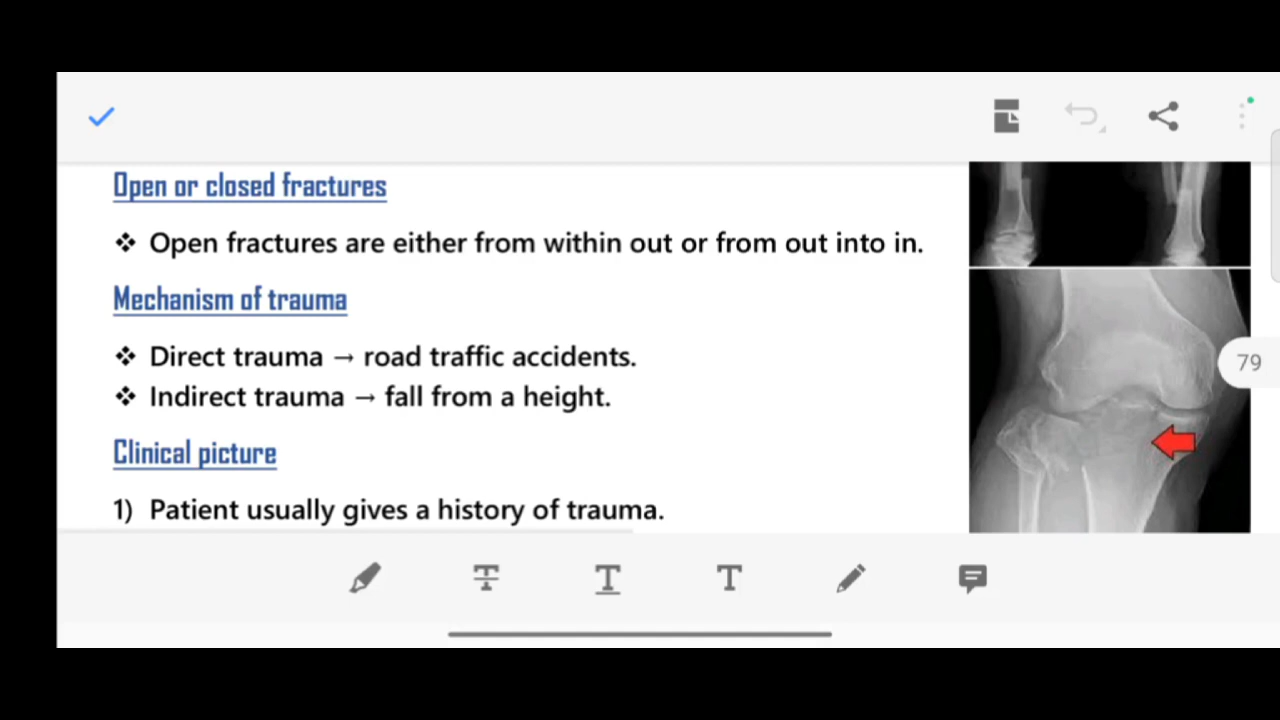 Open or closed fractures
❖ Open fractures are either from within out or from out into in.
Mechanism of trauma
❖ Direct trauma → road traffic accidents.
❖ Indirect trauma → fall from a height.
79
Clinical picture
1) Patient usually gives a history of trauma.